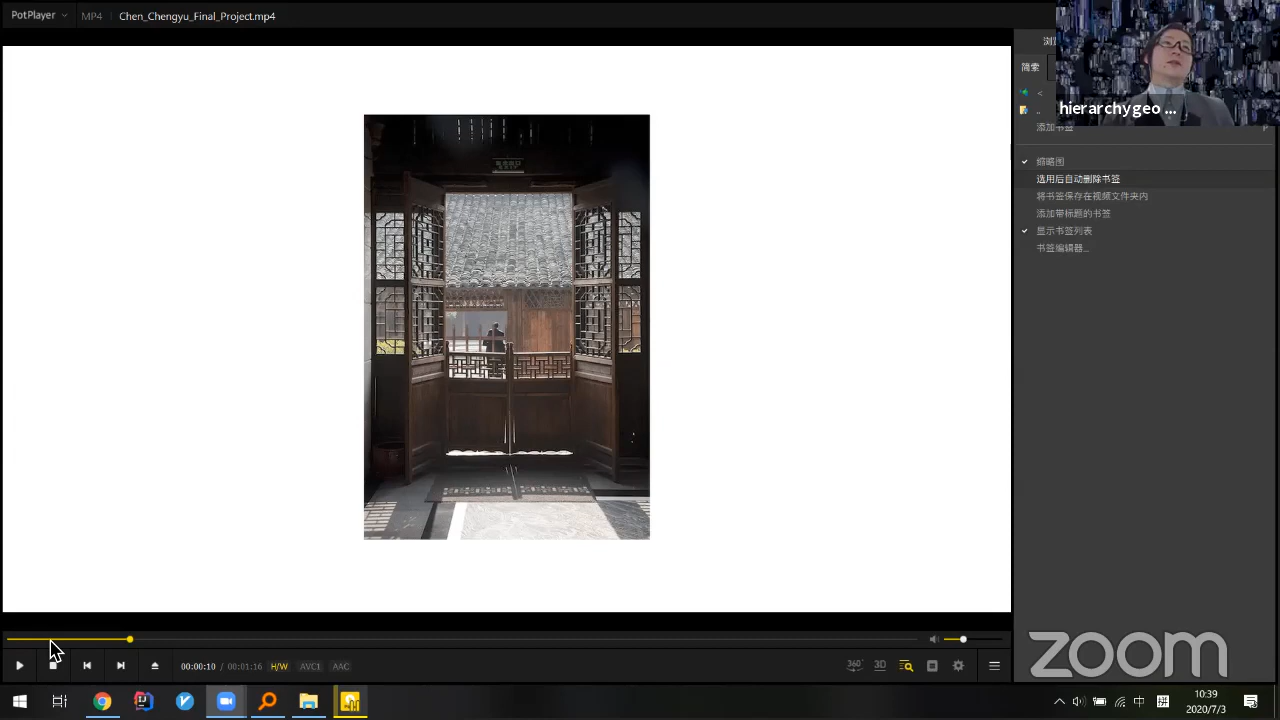 PotPlayer
MP4
Chen_Chengyu_Final_Project.mp4
浏览
hierarchygeo ...
<
..
添加书签
缩略图
选用后自动删除书签
将书签保存在视频文件夹内
添加带标题的书签
显示书签列表
书签编辑器...
00:00:10 / 00:01:16 H/W AVC1 AAC
360°
3D
zoom
中
拼
10:39
2020/7/3